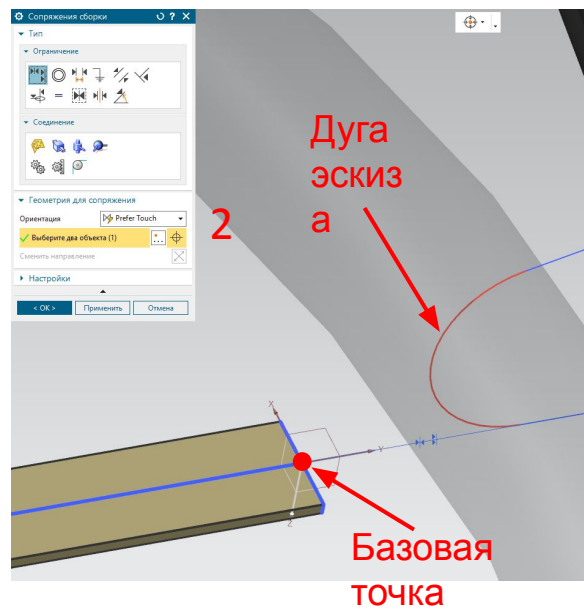 Сопряжения сборки
Тип
Ограничение
Соединение
Геометрия для сопряжения
Ориентация Prefer Touch
Выберите два объекта (1)
Сменить направление
Настройки
< OK > Применить Отмена
2
Дуга
эскиз
а
X
Y
Z
Базовая
точка